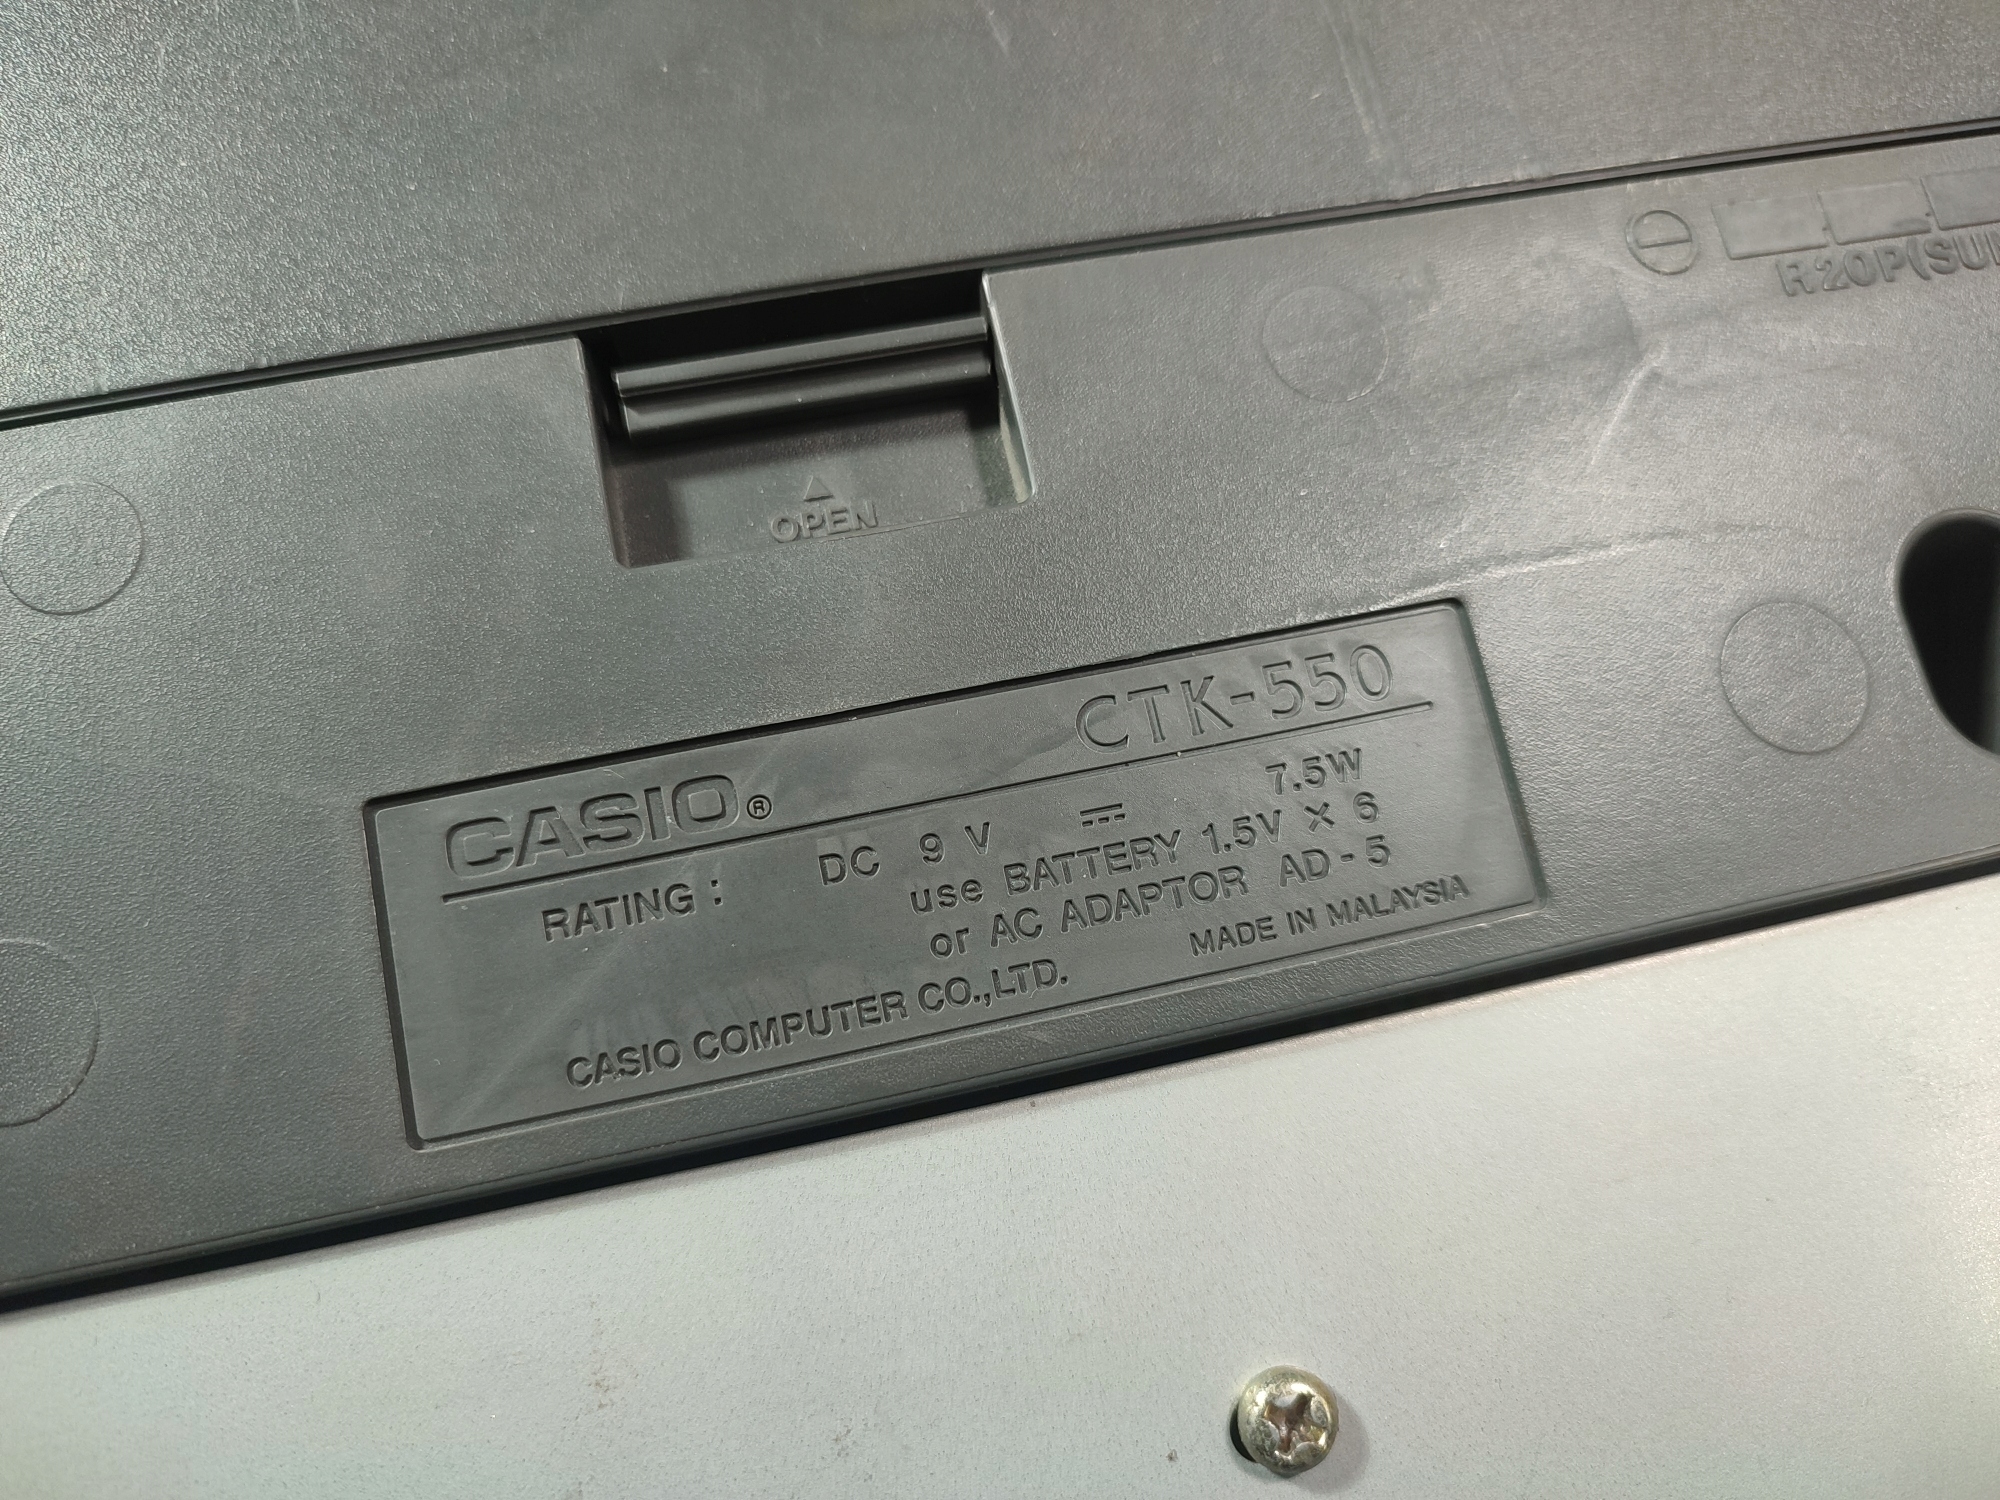 R20P(SU
OPEN
CASIO® CTK-550
RATING : DC 9 V ⎓ 7.5W
use BATTERY 1.5V × 6
or AC ADAPTOR AD-5
MADE IN MALAYSIA
CASIO COMPUTER CO.,LTD.